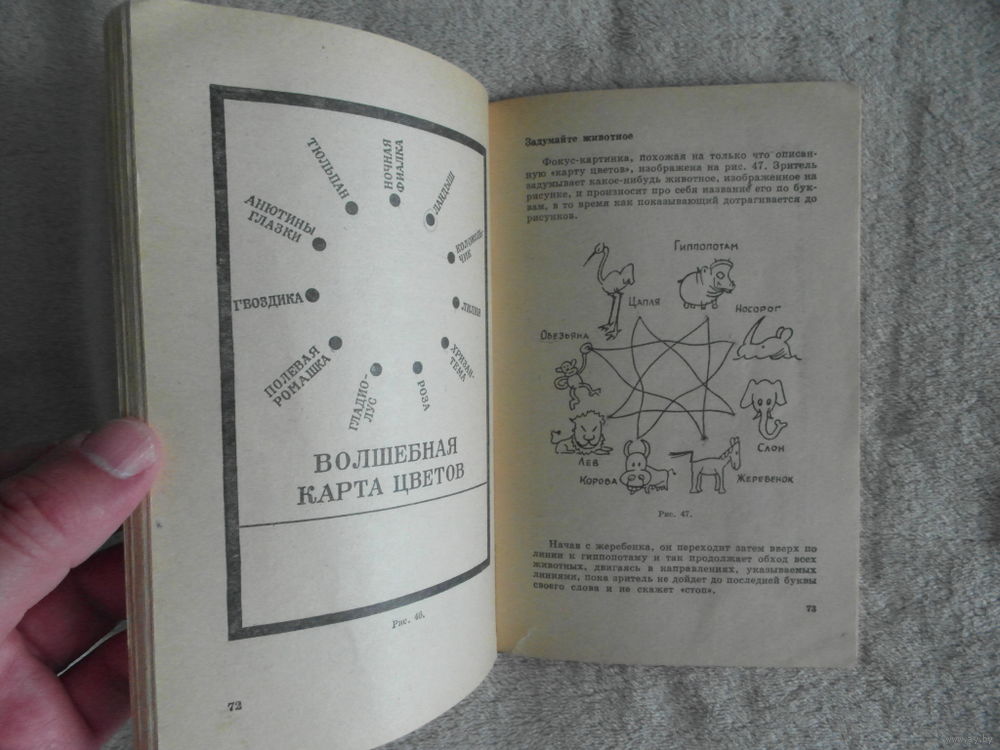 ТЮЛЬПАН
НОЧНАЯ
ФИАЛКА
ЛАНДЫШ
АНЮТИНЫ
ГЛАЗКИ
КОЛОКОЛЬ-
ЧИК
ГВОЗДИКА
ЛИЛИЯ
ПОЛЕВАЯ
РОМАШКА
ХРИЗАН-
ТЕМА
ГЛАДИО-
ЛУС
РОЗА
ВОЛШЕБНАЯ
КАРТА ЦВЕТОВ
Рис. 46.
72
Задумайте животное
Фокус-картинка, похожая на только что описан-
ную «карту цветов», изображена на рис. 47. Зритель
задумывает какое-нибудь животное, изображенное на
рисунке, и произносит про себя название его по бук-
вам, в то время как показывающий дотрагивается до
рисунков.
ГИППОПОТАМ
ЦАПЛЯ
НОСОРОГ
ОБЕЗЬЯНА
СЛОН
ЛЕВ
КОРОВА
ЖЕРЕБЕНОК
Рис. 47.
Начав с жеребенка, он переходит затем вверх по
линии к гиппопотаму и так продолжает обход всех
животных, двигаясь в направлениях, указываемых
линиями, пока зритель не дойдет до последней буквы
своего слова и не скажет «стоп».
73
www.ay.by